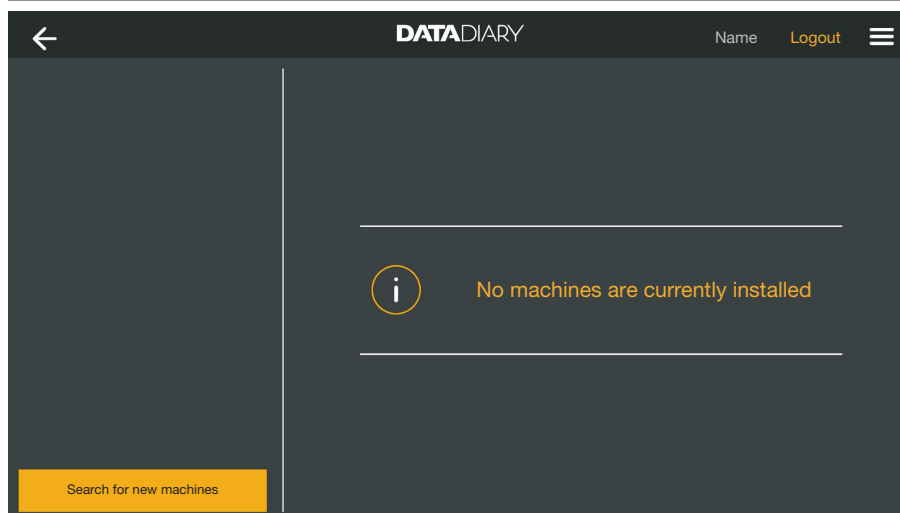 DATADIARY
Name
Logout
i
No machines are currently installed
Search for new machines